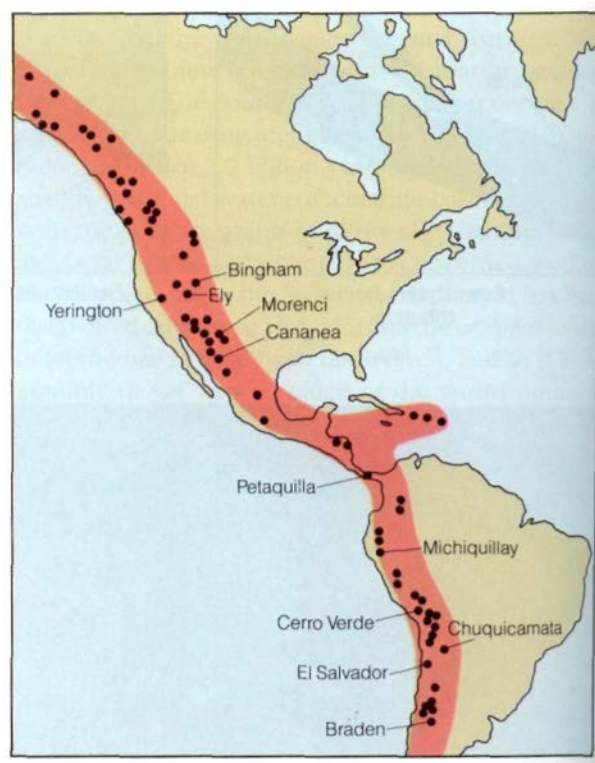 Bingham
Ely
Yerington
Morenci
Cananea
Petaquilla
Michiquillay
Cerro Verde
Chuquicamata
El Salvador
Braden